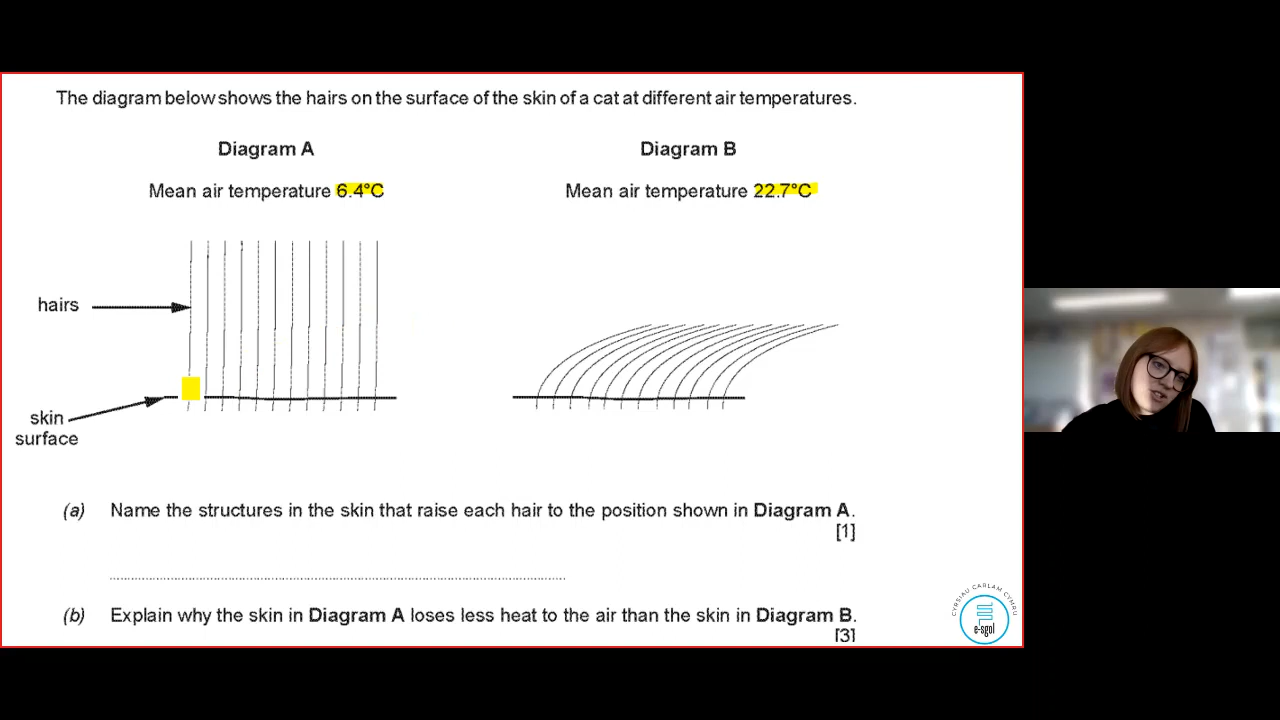 The diagram below shows the hairs on the surface of the skin of a cat at different air temperatures.
Diagram A
Diagram B
Mean air temperature 6.4°C
Mean air temperature 22.7°C
hairs
skin
surface
(a) Name the structures in the skin that raise each hair to the position shown in Diagram A.
[1]
(b) Explain why the skin in Diagram A loses less heat to the air than the skin in Diagram B.
[3]
CYRSIAU CARLAM CYMRU
e-sgol